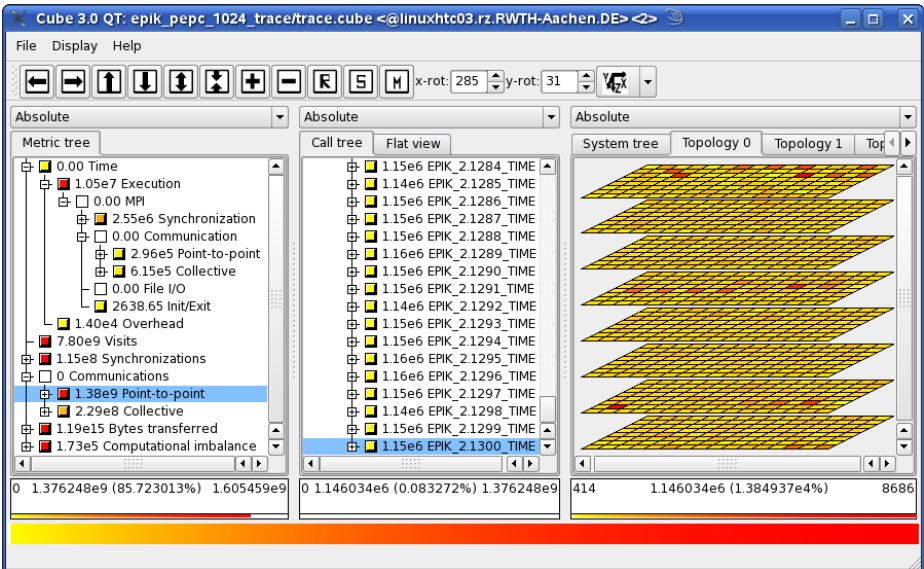 Cube 3.0 QT: epik_pepc_1024_trace/trace.cube <@linuxhtc03.rz.RWTH-Aachen.DE> <2>
File Display Help
R S M x-rot: 285 y-rot: 31
Absolute
Metric tree
0.00 Time
1.05e7 Execution
0.00 MPI
2.55e6 Synchronization
0.00 Communication
2.96e5 Point-to-point
6.15e5 Collective
0.00 File I/O
2638.65 Init/Exit
1.40e4 Overhead
7.80e9 Visits
1.15e8 Synchronizations
0 Communications
1.38e9 Point-to-point
2.29e8 Collective
1.19e15 Bytes transferred
1.73e5 Computational imbalance
0 1.376248e9 (85.723013%) 1.605459e9
Absolute
Call tree Flat view
1.15e6 EPIK_2.1284_TIME
1.14e6 EPIK_2.1285_TIME
1.15e6 EPIK_2.1286_TIME
1.15e6 EPIK_2.1287_TIME
1.15e6 EPIK_2.1288_TIME
1.16e6 EPIK_2.1289_TIME
1.15e6 EPIK_2.1290_TIME
1.15e6 EPIK_2.1291_TIME
1.14e6 EPIK_2.1292_TIME
1.15e6 EPIK_2.1293_TIME
1.15e6 EPIK_2.1294_TIME
1.16e6 EPIK_2.1295_TIME
1.16e6 EPIK_2.1296_TIME
1.15e6 EPIK_2.1297_TIME
1.14e6 EPIK_2.1298_TIME
1.15e6 EPIK_2.1299_TIME
1.15e6 EPIK_2.1300_TIME
0 1.146034e6 (0.083272%) 1.376248e9
Absolute
System tree Topology 0 Topology 1
414 1.146034e6 (1.384937e4%) 8686